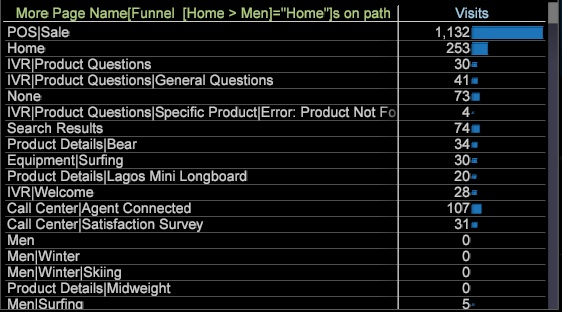 More Page Name[Funnel [Home > Men]="Home"]s on path Visits
POS|Sale 1,132
Home 253
IVR|Product Questions 30
IVR|Product Questions|General Questions 41
None 73
IVR|Product Questions|Specific Product|Error: Product Not Fo 4
Search Results 74
Product Details|Bear 34
Equipment|Surfing 30
Product Details|Lagos Mini Longboard 20
IVR|Welcome 28
Call Center|Agent Connected 107
Call Center|Satisfaction Survey 31
Men 0
Men|Winter 0
Men|Winter|Skiing 0
Product Details|Midweight 0
Men|Surfing 5